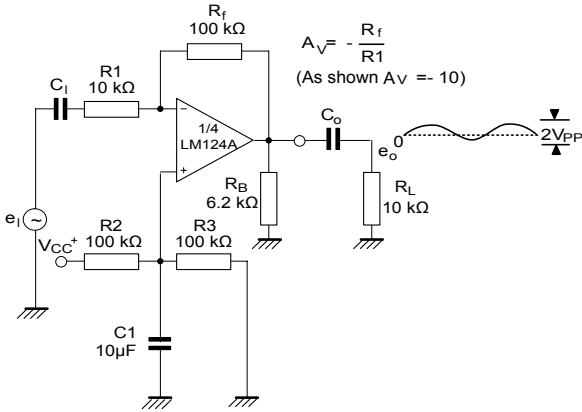 Rf
100 kΩ
AV = - Rf
R1
(As shown AV = - 10)
CI
R1
10 kΩ
1/4
LM124A
Co
0
eo
2VPP
RB
6.2 kΩ
RL
10 kΩ
eI
~
VCC+
R2
100 kΩ
R3
100 kΩ
C1
10µF